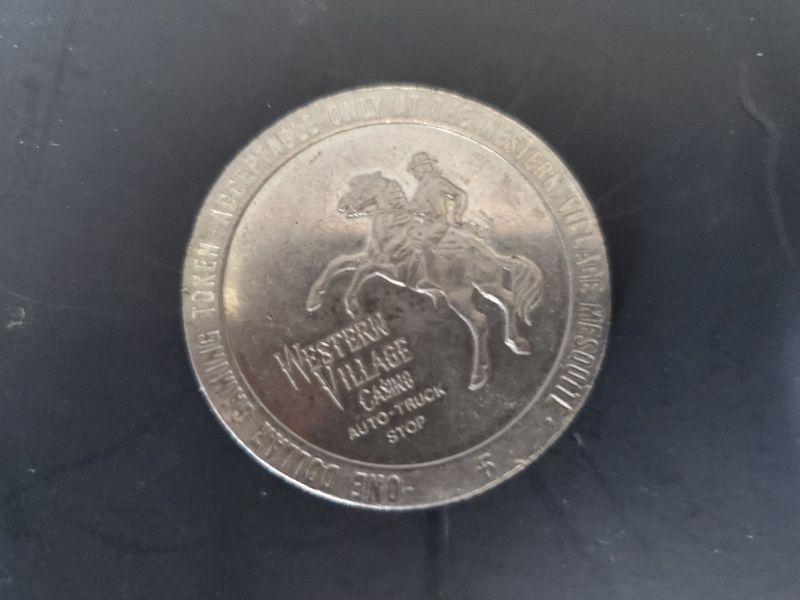 ONE DOLLAR GAMING TOKEN · ACCEPTABLE ONLY AT THE WESTERN VILLAGE MESQUITE
WESTERN
VILLAGE
CASINO
AUTO-TRUCK
STOP